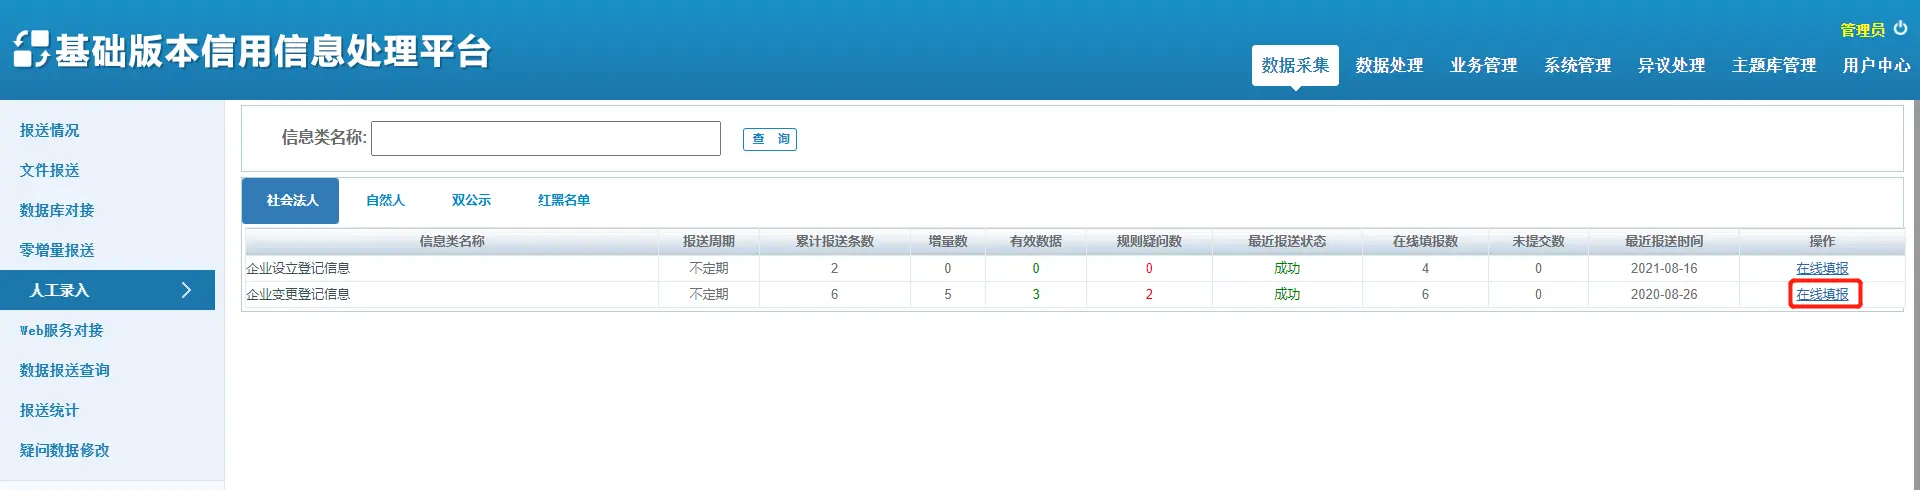 管理员
基础版本信用信息处理平台
数据采集 数据处理 业务管理 系统管理 异议处理 主题库管理 用户中心
报送情况
文件报送
数据库对接
零增量报送
人工录入
Web服务对接
数据报送查询
报送统计
疑问数据修改
信息类名称: 查 询
社会法人 自然人 双公示 红黑名单
信息类名称 报送周期 累计报送条数 增量数 有效数据 规则疑问数 最近报送状态 在线填报数 未提交数 最近报送时间 操作
企业设立登记信息 不定期 2 0 0 0 成功 4 0 2021-08-16 在线填报
企业变更登记信息 不定期 6 5 3 2 成功 6 0 2020-08-26 在线填报